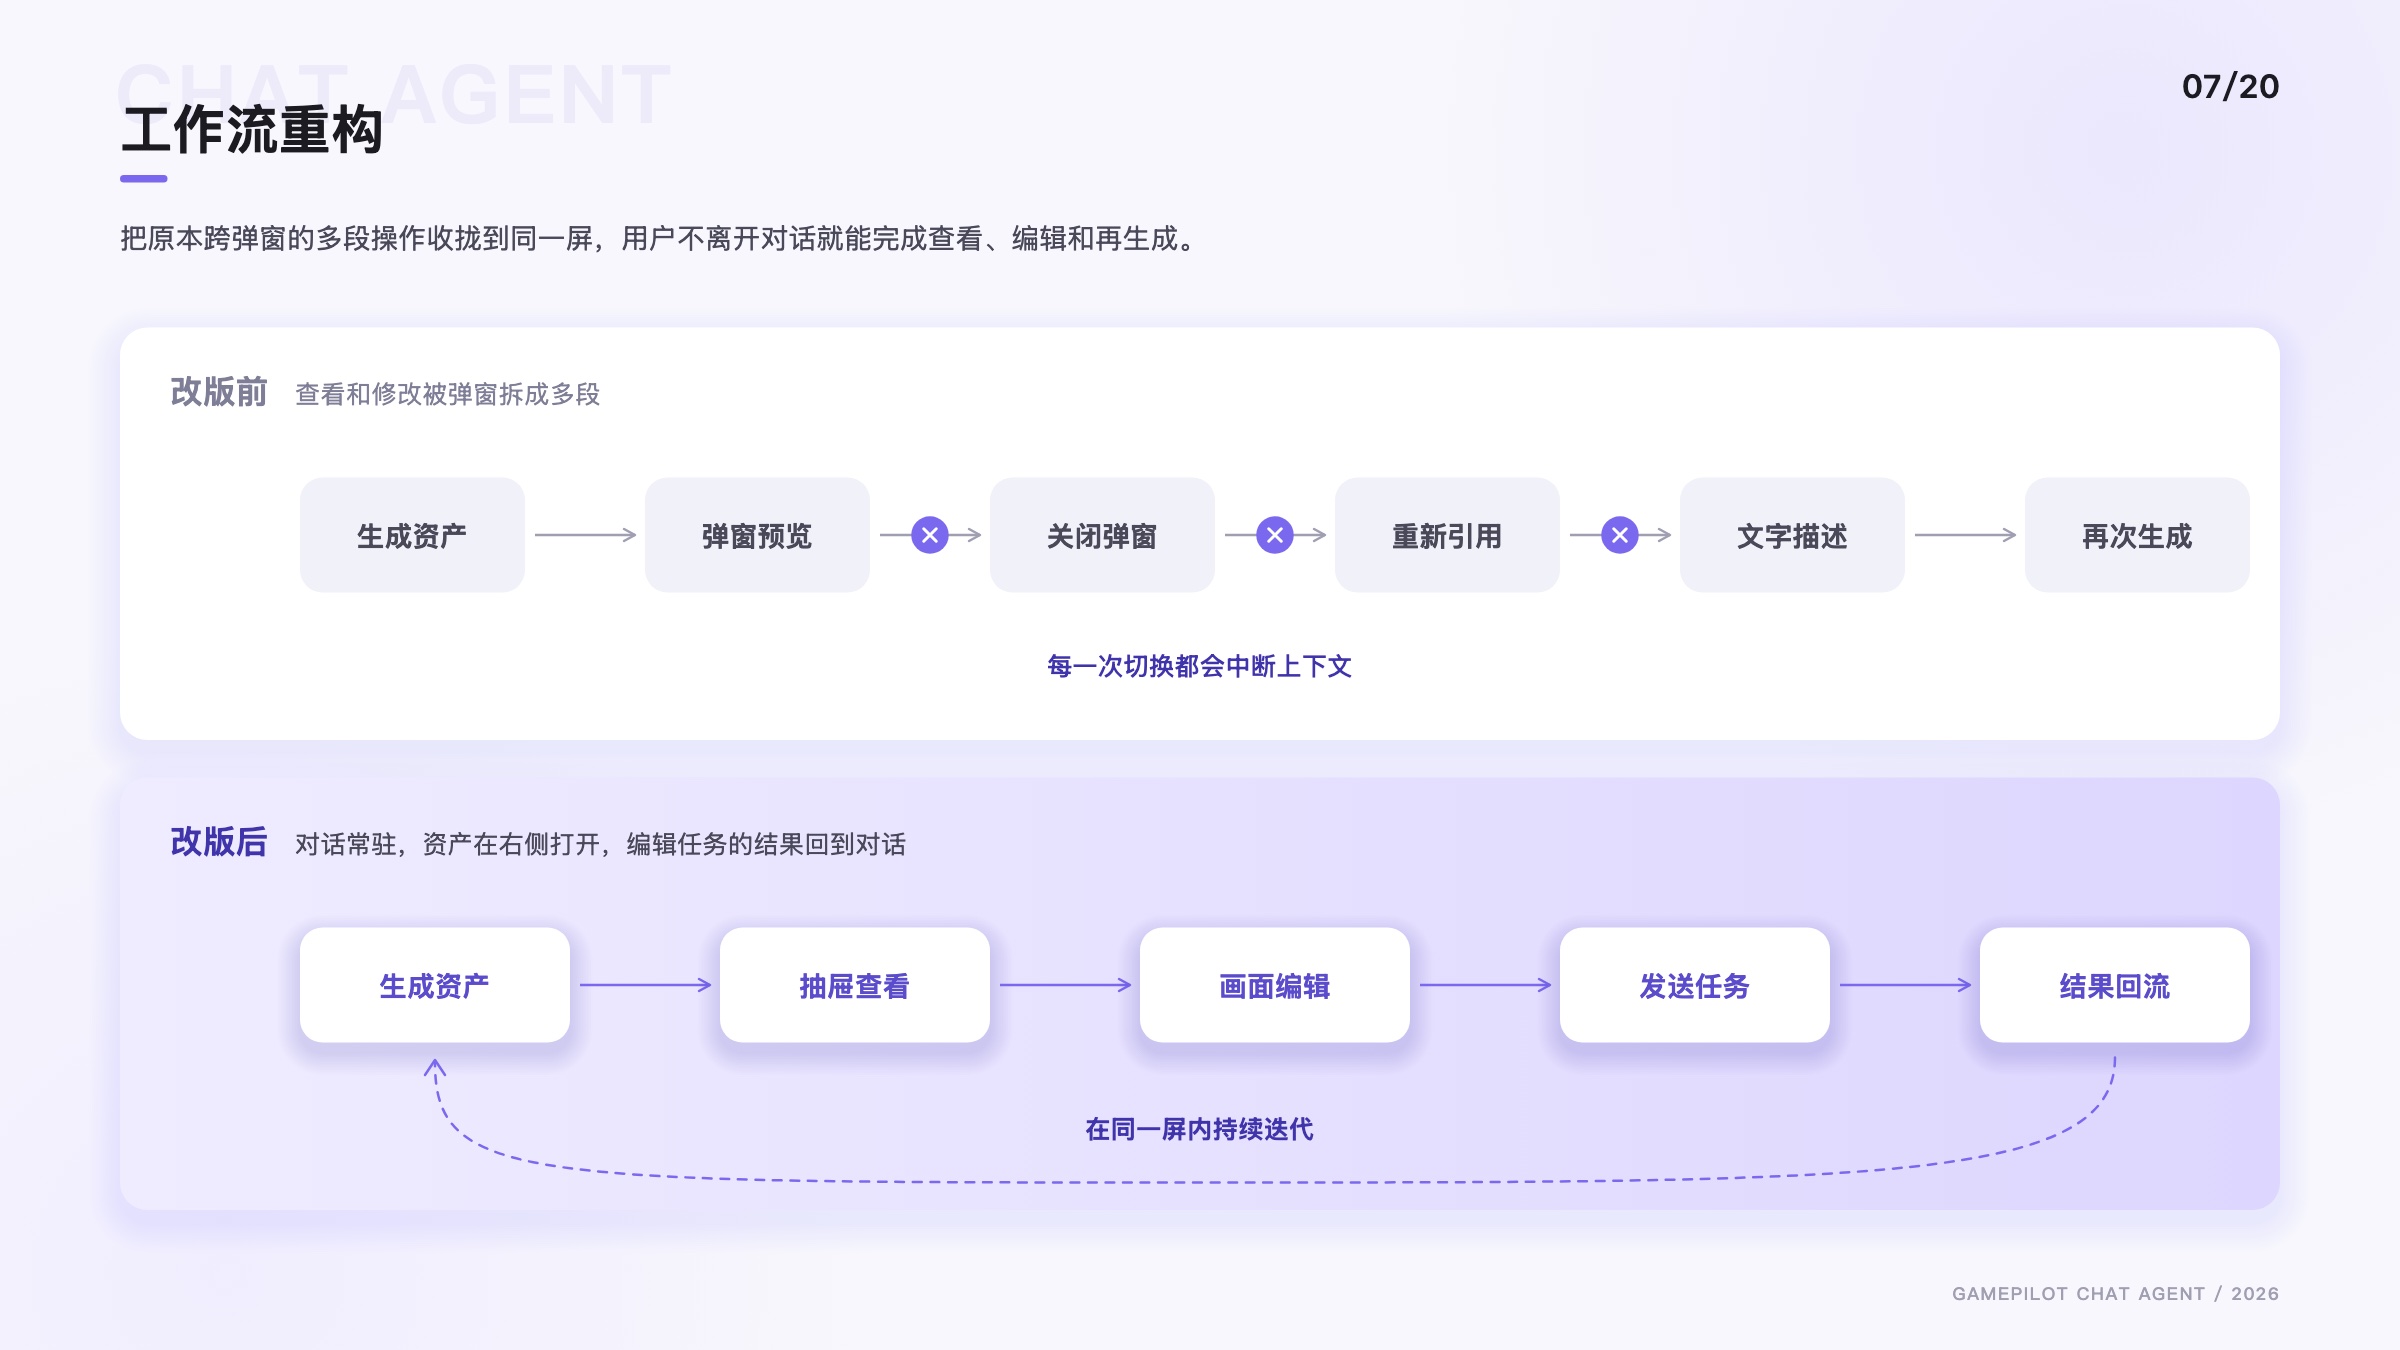 CHAT AGENT
工作流重构
07/20
把原本跨弹窗的多段操作收拢到同一屏，用户不离开对话就能完成查看、编辑和再生成。
改版前 查看和修改被弹窗拆成多段
生成资产 弹窗预览 关闭弹窗 重新引用 文字描述 再次生成
每一次切换都会中断上下文
改版后 对话常驻，资产在右侧打开，编辑任务的结果回到对话
生成资产 抽屉查看 画面编辑 发送任务 结果回流
在同一屏内持续迭代
GAMEPILOT CHAT AGENT / 2026